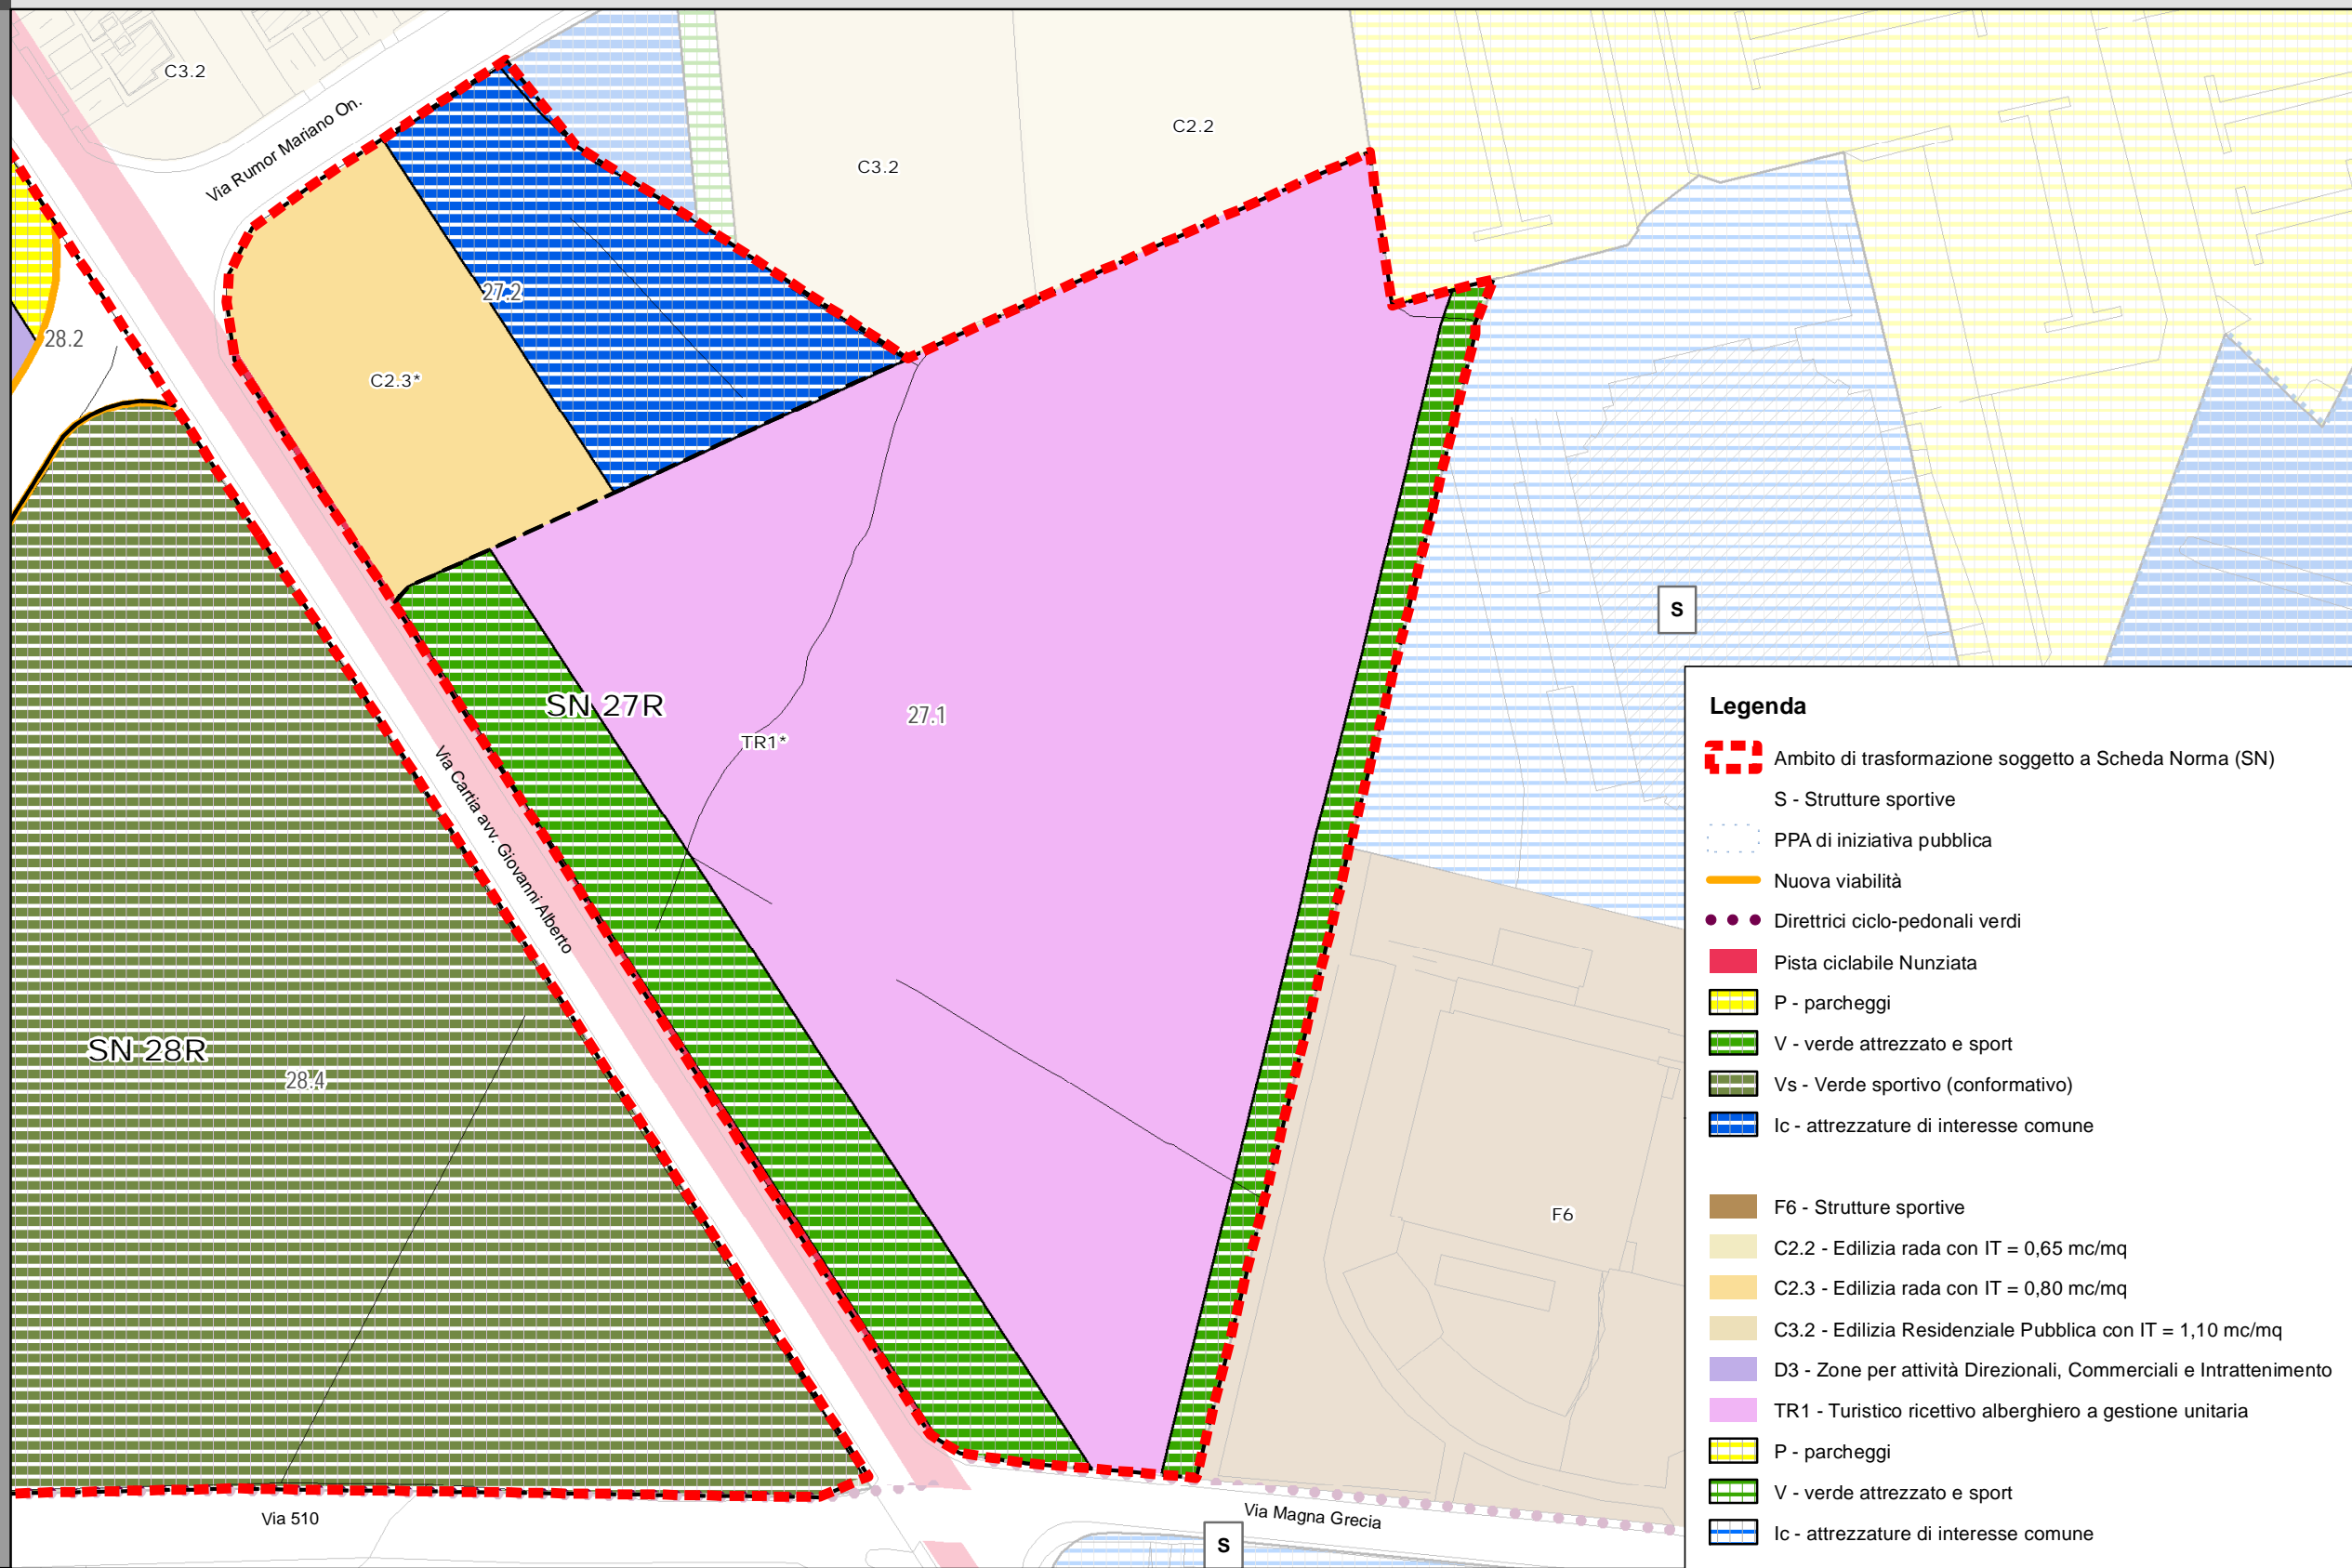 C3.2
Via Rumor Mariano On.
C2.2
C3.2
27.2
28.2
C2.3*
S
SN 27R
27.1
TR1*
Via Cartia avv. Giovanni Alberto
SN 28R
28.4
F6
Via 510
Via Magna Grecia
S
Legenda
Ambito di trasformazione soggetto a Scheda Norma (SN)
S - Strutture sportive
PPA di iniziativa pubblica
Nuova viabilità
Direttrici ciclo-pedonali verdi
Pista ciclabile Nunziata
P - parcheggi
V - verde attrezzato e sport
Vs - Verde sportivo (conformativo)
Ic - attrezzature di interesse comune
F6 - Strutture sportive
C2.2 - Edilizia rada con IT = 0,65 mc/mq
C2.3 - Edilizia rada con IT = 0,80 mc/mq
C3.2 - Edilizia Residenziale Pubblica con IT = 1,10 mc/mq
D3 - Zone per attività Direzionali, Commerciali e Intrattenimento
TR1 - Turistico ricettivo alberghiero a gestione unitaria
P - parcheggi
V - verde attrezzato e sport
Ic - attrezzature di interesse comune